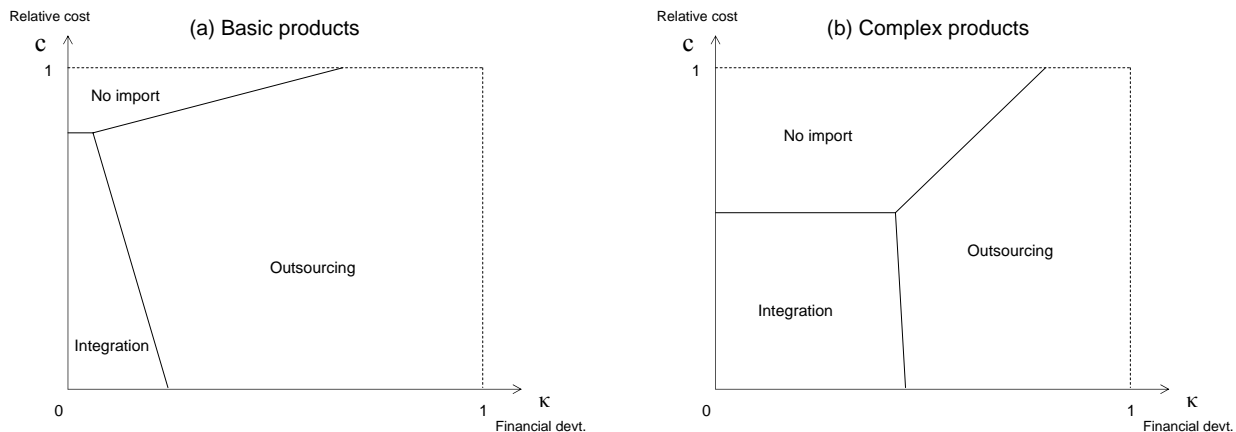 Relative cost
(a) Basic products
c
1
No import
Outsourcing
Integration
0
1
κ
Financial devt.
Relative cost
(b) Complex products
c
1
No import
Outsourcing
Integration
0
1
κ
Financial devt.